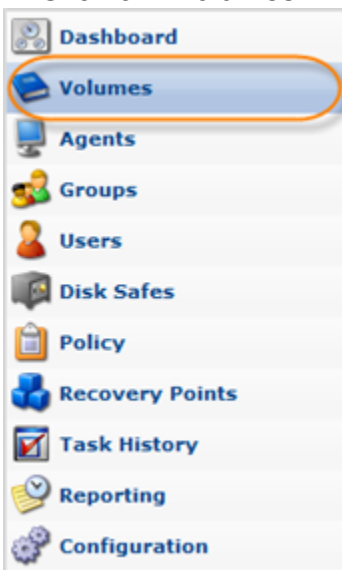 Dashboard
Volumes
Agents
Groups
Users
Disk Safes
Policy
Recovery Points
Task History
Reporting
Configuration